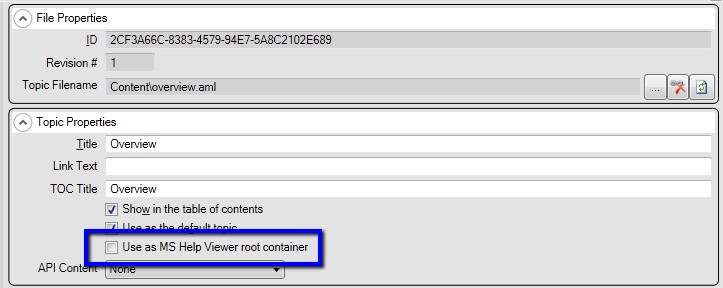 File Properties
ID 2CF3A66C-8383-4579-94E7-5A8C2102E689
Revision # 1
Topic Filename Content\overview.aml ...
Topic Properties
Title Overview
Link Text
TOC Title Overview
Show in the table of contents
Use as the default topic
Use as MS Help Viewer root container
API Content None